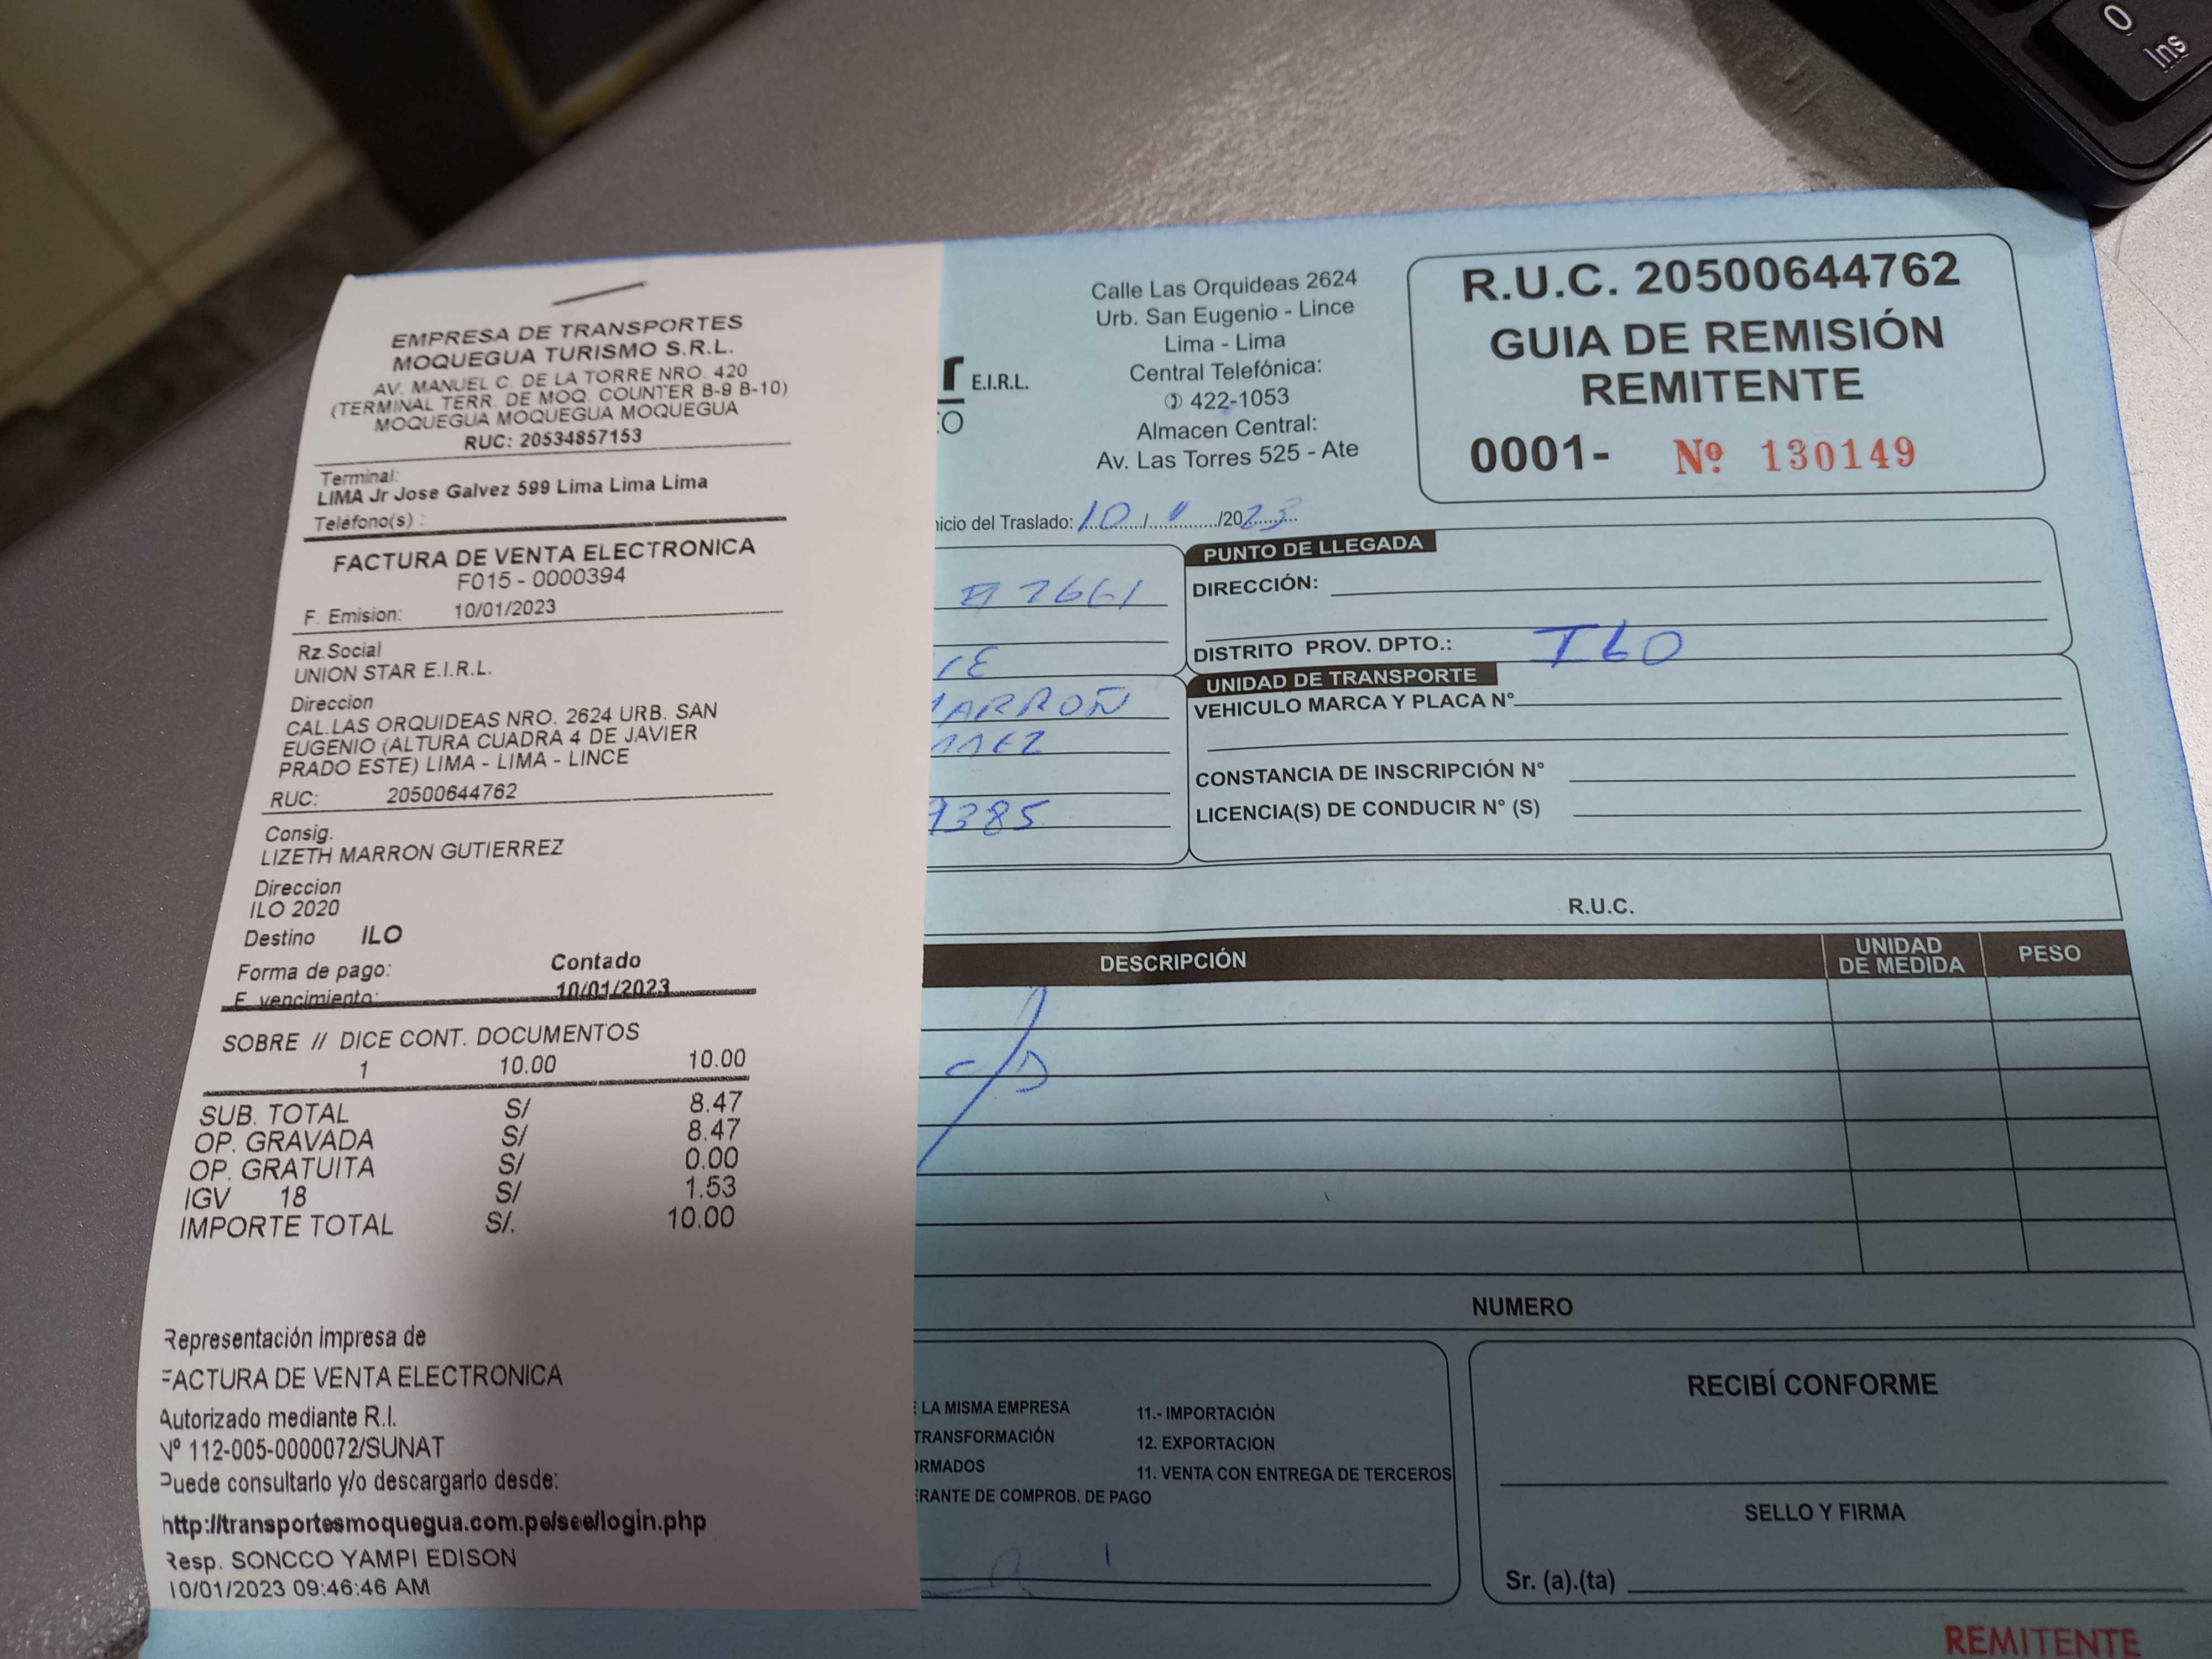 EMPRESA DE TRANSPORTES
MOQUEGUA TURISMO S.R.L.
AV. MANUEL C. DE LA TORRE NRO. 420
(TERMINAL TERR. DE MOQ. COUNTER B-9 B-10)
MOQUEGUA MOQUEGUA MOQUEGUA
RUC: 20534857153
Terminal:
LIMA Jr Jose Galvez 599 Lima Lima Lima
Teléfono(s) :
FACTURA DE VENTA ELECTRONICA
F015 - 0000394
F. Emision: 10/01/2023
Rz.Social
UNION STAR E.I.R.L.
Direccion
CAL.LAS ORQUIDEAS NRO. 2624 URB. SAN
EUGENIO (ALTURA CUADRA 4 DE JAVIER
PRADO ESTE) LIMA - LIMA - LINCE
RUC: 20500644762
Consig.
LIZETH MARRON GUTIERREZ
Direccion
ILO 2020
Destino ILO
Forma de pago: Contado
F. vencimiento: 10/01/2023
SOBRE // DICE CONT. DOCUMENTOS
1 10.00 10.00
SUB. TOTAL S/ 8.47
OP. GRAVADA S/ 8.47
OP. GRATUITA S/ 0.00
IGV 18 S/ 1.53
IMPORTE TOTAL S/. 10.00
Representación impresa de
FACTURA DE VENTA ELECTRONICA
Autorizado mediante R.I.
Nº 112-005-0000072/SUNAT
Puede consultarlo y/o descargarlo desde:
http://transportesmoquegua.com.pe/see/login.php
Resp. SONCCO YAMPI EDISON
10/01/2023 09:46:46 AM
r E.I.R.L.
CO
Calle Las Orquideas 2624
Urb. San Eugenio - Lince
Lima - Lima
Central Telefónica:
422-1053
Almacen Central:
Av. Las Torres 525 - Ate
R.U.C. 20500644762
GUIA DE REMISIÓN
REMITENTE
0001- Nº 130149
nicio del Traslado: 10 / 1 /2023
2661
CE
MARRON
RREZ
9385
PUNTO DE LLEGADA
DIRECCIÓN:
DISTRITO PROV. DPTO.: ILO
UNIDAD DE TRANSPORTE
VEHICULO MARCA Y PLACA N°
CONSTANCIA DE INSCRIPCIÓN N°
LICENCIA(S) DE CONDUCIR N° (S)
R.U.C.
DESCRIPCIÓN
UNIDAD
DE MEDIDA
PESO
NUMERO
E LA MISMA EMPRESA
TRANSFORMACIÓN
ORMADOS
ERANTE DE COMPROB. DE PAGO
11.- IMPORTACIÓN
12. EXPORTACION
11. VENTA CON ENTREGA DE TERCEROS
RECIBÍ CONFORME
SELLO Y FIRMA
Sr. (a).(ta)
REMITENTE
0
Ins